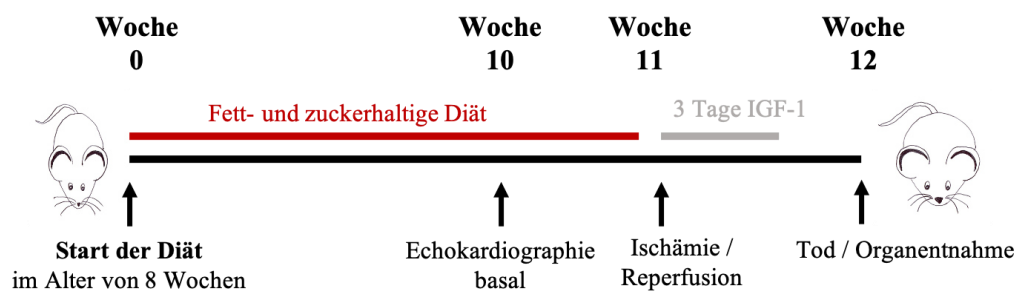 Woche
0
Woche
10
Woche
11
Woche
12
Fett- und zuckerhaltige Diät
3 Tage IGF-1
Start der Diät
im Alter von 8 Wochen
Echokardiographie
basal
Ischämie /
Reperfusion
Tod / Organentnahme